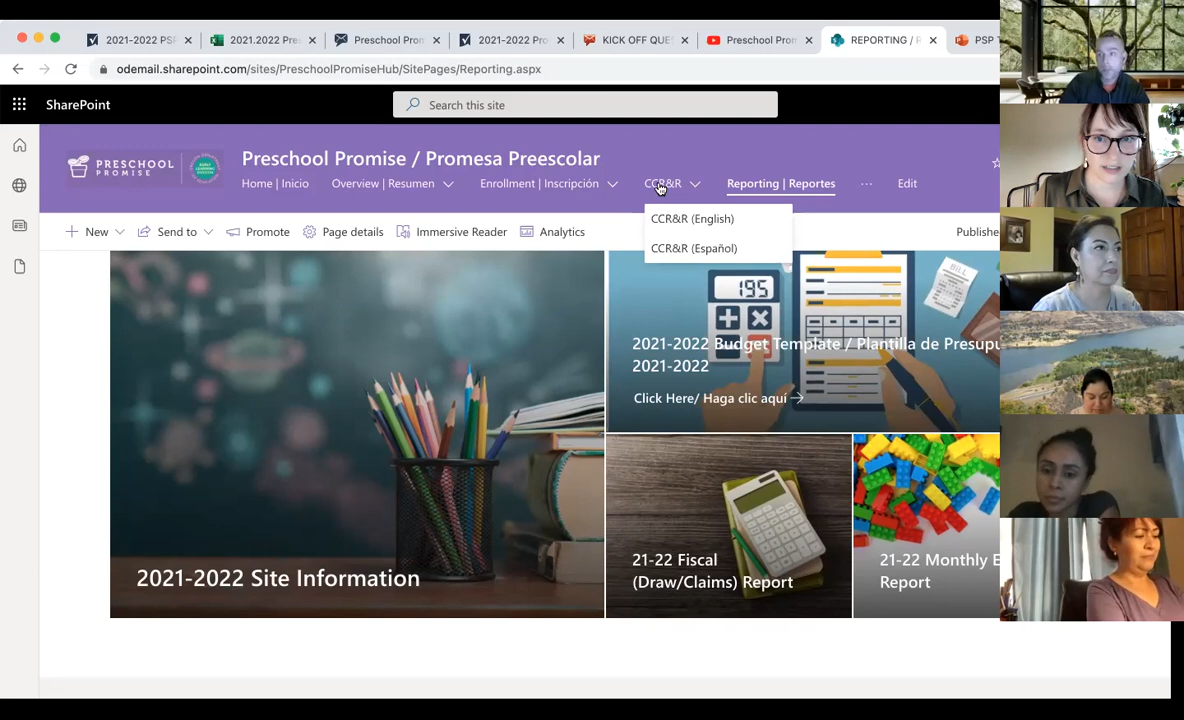 2021-2022 PSP
2021.2022 Pre
Preschool Pron
2021-2022 Pro
KICK OFF QUE
Preschool Prom
REPORTING / R
PSP T
odemail.sharepoint.com/sites/PreschoolPromiseHub/SitePages/Reporting.aspx
SharePoint
Search this site
PRESCHOOL
PROMISE
Preschool Promise / Promesa Preescolar
Home | Inicio
Overview | Resumen
Enrollment | Inscripción
CCR&R
Reporting | Reportes
...
Edit
CCR&R (English)
CCR&R (Español)
New
Send to
Promote
Page details
Immersive Reader
Analytics
Publishe
195
BILL
2021-2022 Budget Template / Plantilla de Presupu
2021-2022
Click Here/ Haga clic aquí
2021-2022 Site Information
21-22 Fiscal
(Draw/Claims) Report
21-22 Monthly E
Report